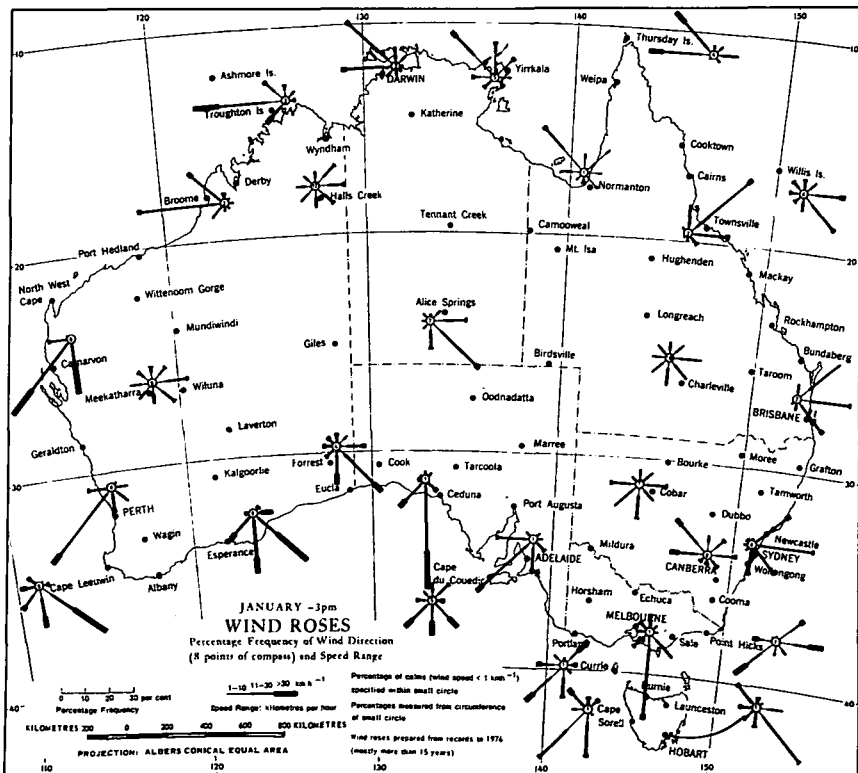 120
130
140
150
10
10
Thursday Is.
DARWIN
Yirrkala
Ashmore Is.
Weipa
Troughton Is
Katherine
Wyndham
Cooktown
Derby
Cairns
Willis Is.
Broome
Halls Creek
Normanton
Tennant Creek
Camooweal
Townsville
Port Hedland
Mt. Isa
20
Hughenden
20
North West
Cape
Wittenoom Gorge
Mackay
Alice Springs
Mundiwindi
Longreach
Rockhampton
Giles
Carnarvon
Birdsville
Bundaberg
Meekatharra
Wiluna
Charleville
Taroom
Oodnadatta
BRISBANE
Laverton
Geraldton
Marree
Forrest
Cook
Tarcoola
Bourke
Moree
Grafton
Kalgoorlie
30
Eucla
Ceduna
Cobar
Tamworth
30
PERTH
Port Augusta
Dubbo
Wagin
Mildura
Newcastle
Esperance
ADELAIDE
SYDNEY
CANBERRA
Wollongong
Cape Leeuwin
Albany
Cape
du Couedic
Horsham
Echuca
Cooma
JANUARY –3pm
WIND ROSES
MELBOURNE
Percentage Frequency of Wind Direction
Portland
Sale
Point Hicks
(8 points of compass) and Speed Range
Currie
1–10 11–30 >30 km h⁻¹
Percentage of calms (wind speed < 1 km h⁻¹)
specified within small circle
Burnie
0 10 20 30 per cent
Percentage Frequency
Speed Range: kilometres per hour
Percentages measured from circumference
of small circle
Cape
Sorell
Launceston
40
40
KILOMETRES 200 0 200 400 600 800 KILOMETRES
Wind roses prepared from records to 1976
(mostly more than 15 years)
HOBART
PROJECTION: ALBERS CONICAL EQUAL AREA
110
120
130
140
150